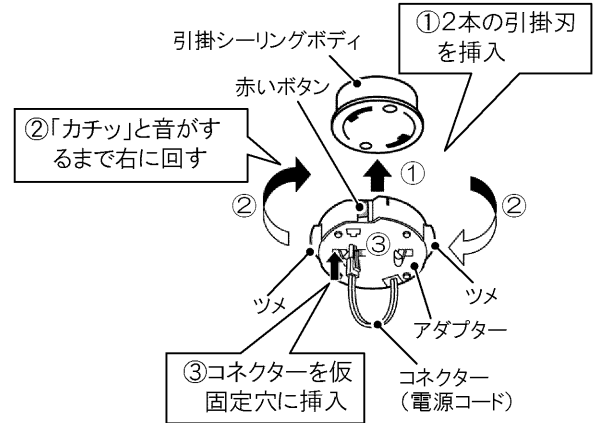 ①2本の引掛刃
を挿入
引掛シーリングボディ
赤いボタン
②「カチッ」と音がす
るまで右に回す
①
②
②
③
ツメ
ツメ
アダプター
③コネクターを仮
固定穴に挿入
コネクター
（電源コード）